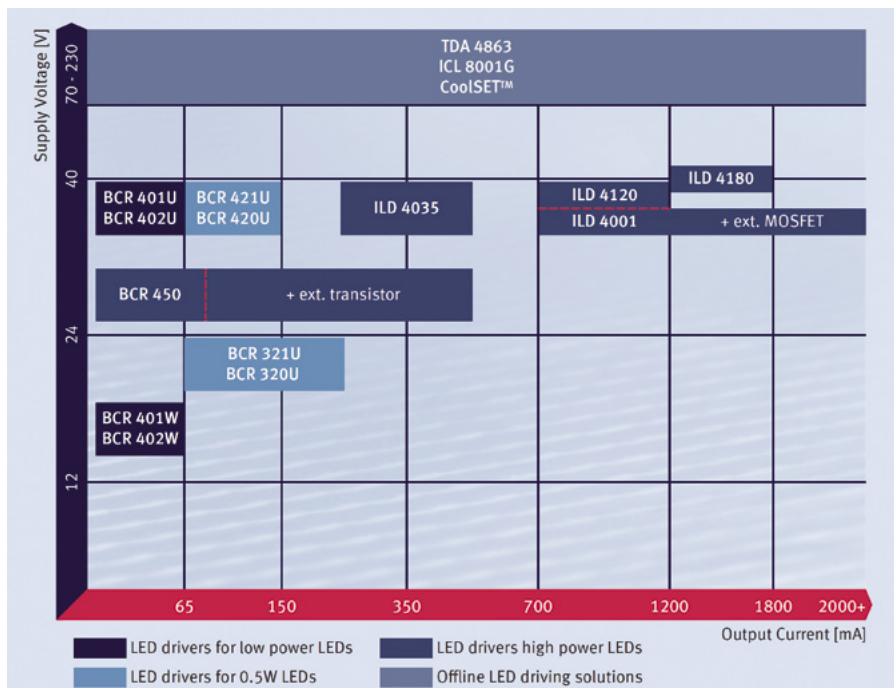 Supply Voltage [V]
70 - 230
TDA 4863
ICL 8001G
CoolSET™
40
BCR 401U
BCR 402U
BCR 421U
BCR 420U
ILD 4035
ILD 4120
ILD 4180
ILD 4001
+ ext. MOSFET
BCR 450
+ ext. transistor
24
BCR 321U
BCR 320U
BCR 401W
BCR 402W
12
65 150 350 700 1200 1800 2000+
Output Current [mA]
LED drivers for low power LEDs
LED drivers high power LEDs
LED drivers for 0.5W LEDs
Offline LED driving solutions